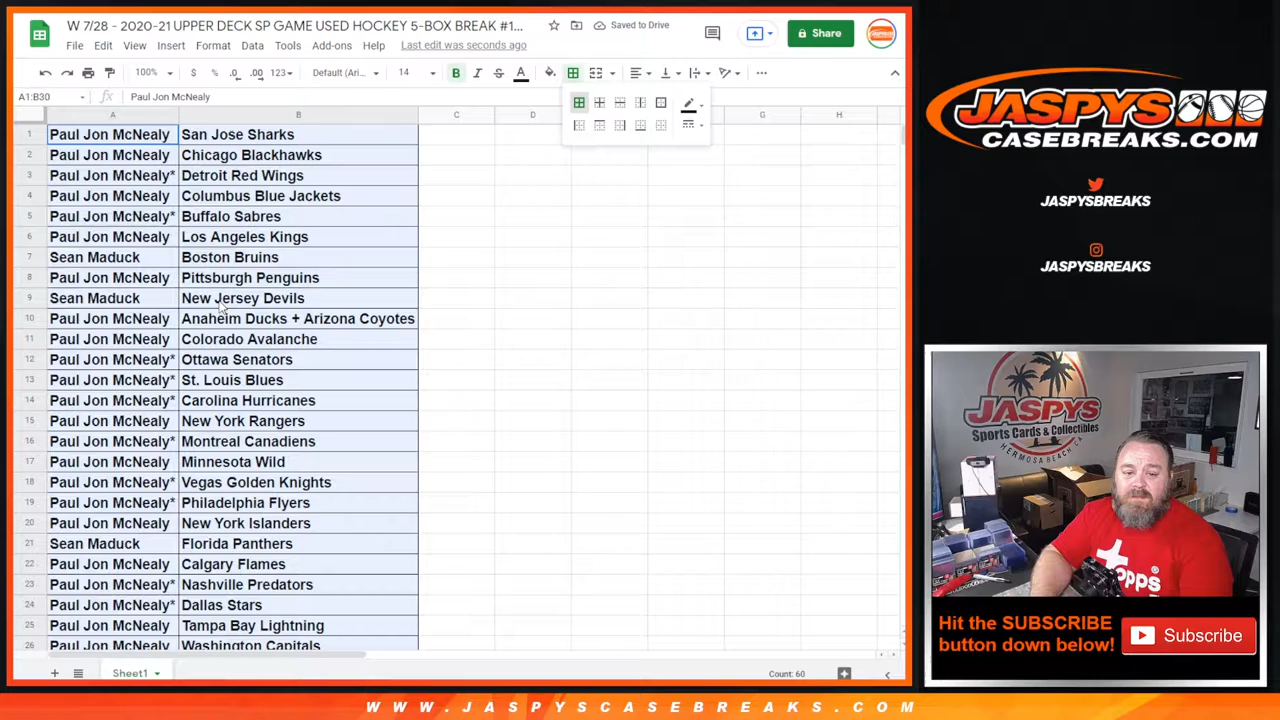 W 7/28 - 2020-21 UPPER DECK SP GAME USED HOCKEY 5-BOX BREAK #1...
Saved to Drive
Share
File Edit View Insert Format Data Tools Add-ons Help Last edit was seconds ago
100% $ % .0 .00 123 Default (Ari... 14 B I S A
A1:B30 fx Paul Jon McNealy
A B C D E F G H
1 Paul Jon McNealy San Jose Sharks
2 Paul Jon McNealy Chicago Blackhawks
3 Paul Jon McNealy* Detroit Red Wings
4 Paul Jon McNealy Columbus Blue Jackets
5 Paul Jon McNealy* Buffalo Sabres
6 Paul Jon McNealy Los Angeles Kings
7 Sean Maduck Boston Bruins
8 Paul Jon McNealy Pittsburgh Penguins
9 Sean Maduck New Jersey Devils
10 Paul Jon McNealy Anaheim Ducks + Arizona Coyotes
11 Paul Jon McNealy Colorado Avalanche
12 Paul Jon McNealy* Ottawa Senators
13 Paul Jon McNealy* St. Louis Blues
14 Paul Jon McNealy* Carolina Hurricanes
15 Paul Jon McNealy New York Rangers
16 Paul Jon McNealy* Montreal Canadiens
17 Paul Jon McNealy Minnesota Wild
18 Paul Jon McNealy* Vegas Golden Knights
19 Paul Jon McNealy* Philadelphia Flyers
20 Paul Jon McNealy New York Islanders
21 Sean Maduck Florida Panthers
22 Paul Jon McNealy Calgary Flames
23 Paul Jon McNealy* Nashville Predators
24 Paul Jon McNealy* Dallas Stars
25 Paul Jon McNealy Tampa Bay Lightning
26 Paul Jon McNealy Washington Capitals
Sheet1
Count: 60
JASPYS
CASEBREAKS.COM
JASPYSBREAKS
JASPYSBREAKS
JASPYS
Sports Cards & Collectibles
HERMOSA BEACH CA
topps
Hit the SUBSCRIBE
button down below!
Subscribe
WWW.JASPYSCASEBREAKS.COM